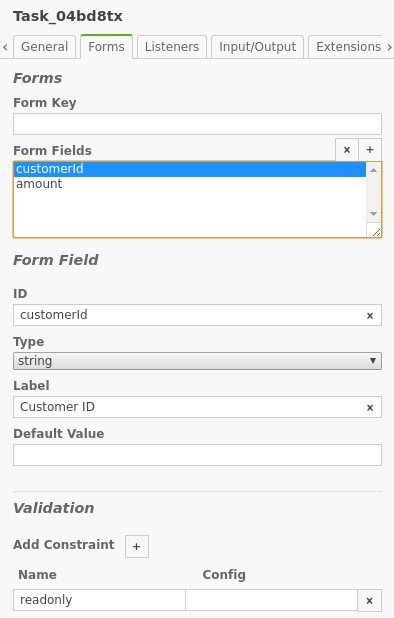 Task_04bd8tx
‹ General Forms Listeners Input/Output Extensions ›
Forms
Form Key
Form Fields × +
customerId
amount
Form Field
ID
customerId ×
Type
string ▼
Label
Customer ID ×
Default Value
Validation
Add Constraint +
Name Config
readonly ×